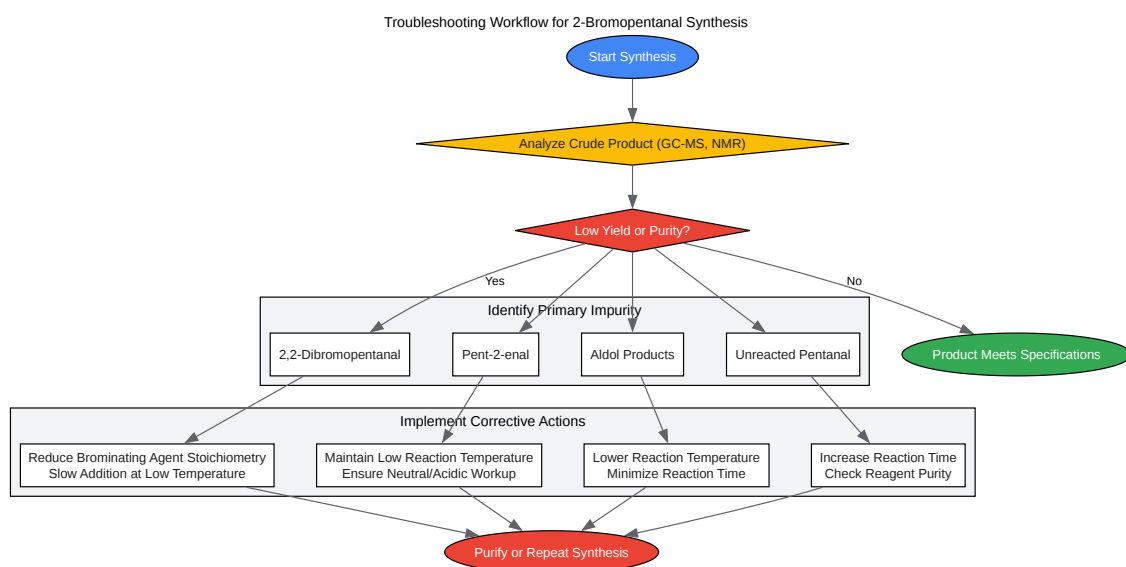 Troubleshooting Workflow for 2-Bromopentanal Synthesis
Start Synthesis
Analyze Crude Product (GC-MS, NMR)
Low Yield or Purity?
Yes
No
Identify Primary Impurity
2,2-Dibromopentanal
Pent-2-enal
Aldol Products
Unreacted Pentanal
Product Meets Specifications
Implement Corrective Actions
Reduce Brominating Agent Stoichiometry
Slow Addition at Low Temperature
Maintain Low Reaction Temperature
Ensure Neutral/Acidic Workup
Lower Reaction Temperature
Minimize Reaction Time
Increase Reaction Time
Check Reagent Purity
Purify or Repeat Synthesis